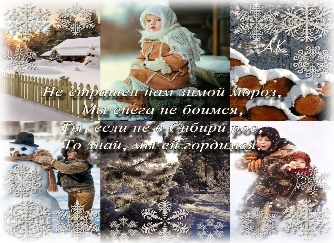 Не страшен нам зимой мороз,
Мы снега не боимся,
Ты, если не в Сибири рос,
То знай, мы ей гордимся.